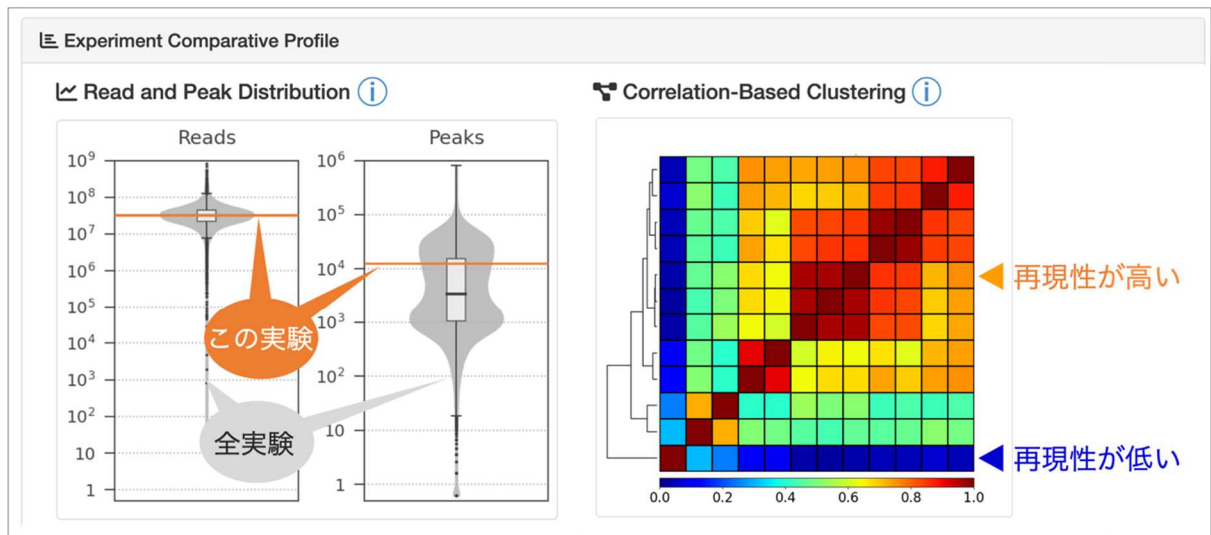 Experiment Comparative Profile
Read and Peak Distribution i
Correlation-Based Clustering i
Reads
Peaks
10⁹
10⁸
10⁷
10⁶
10⁵
10⁴
10³
10²
10
1
10⁶
10⁵
10⁴
10³
10²
10
1
この実験
全実験
再現性が高い
再現性が低い
0.0 0.2 0.4 0.6 0.8 1.0